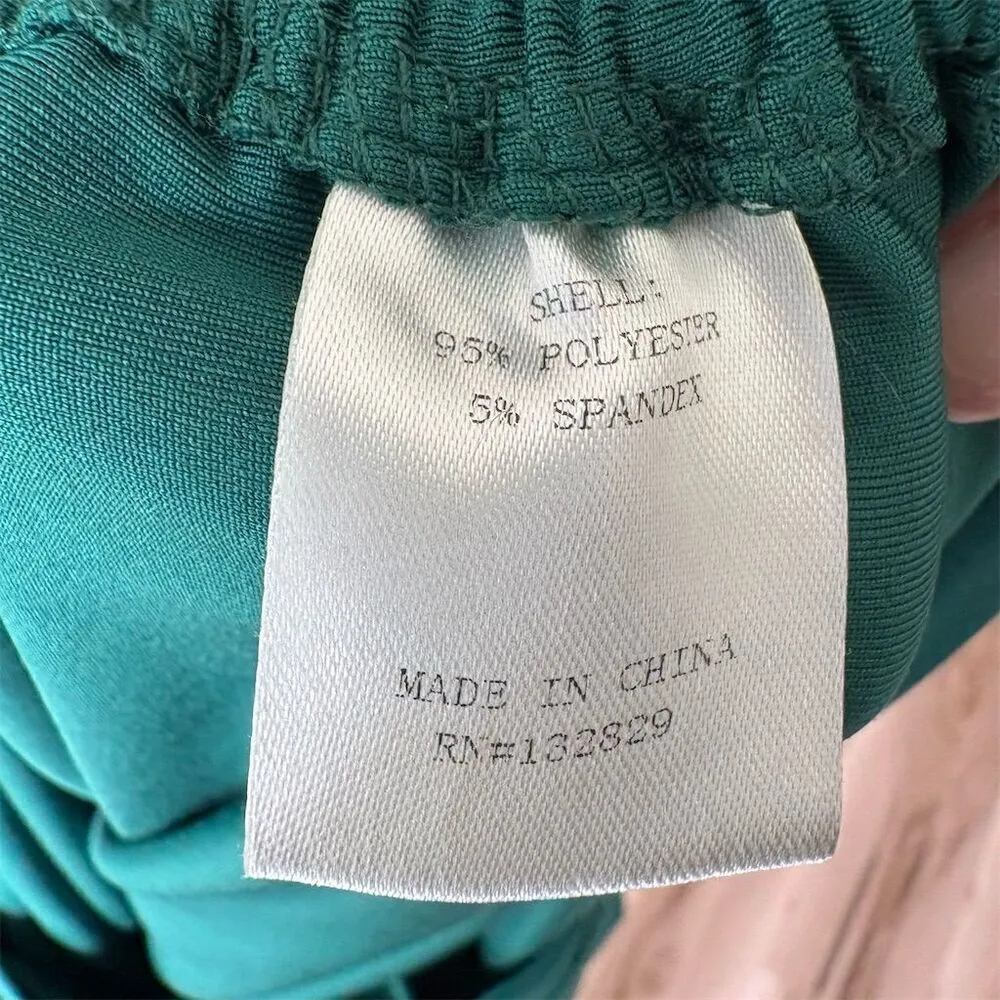 SHELL:
95% POLYESTER
5% SPANDEX
MADE IN CHINA
RN#132829